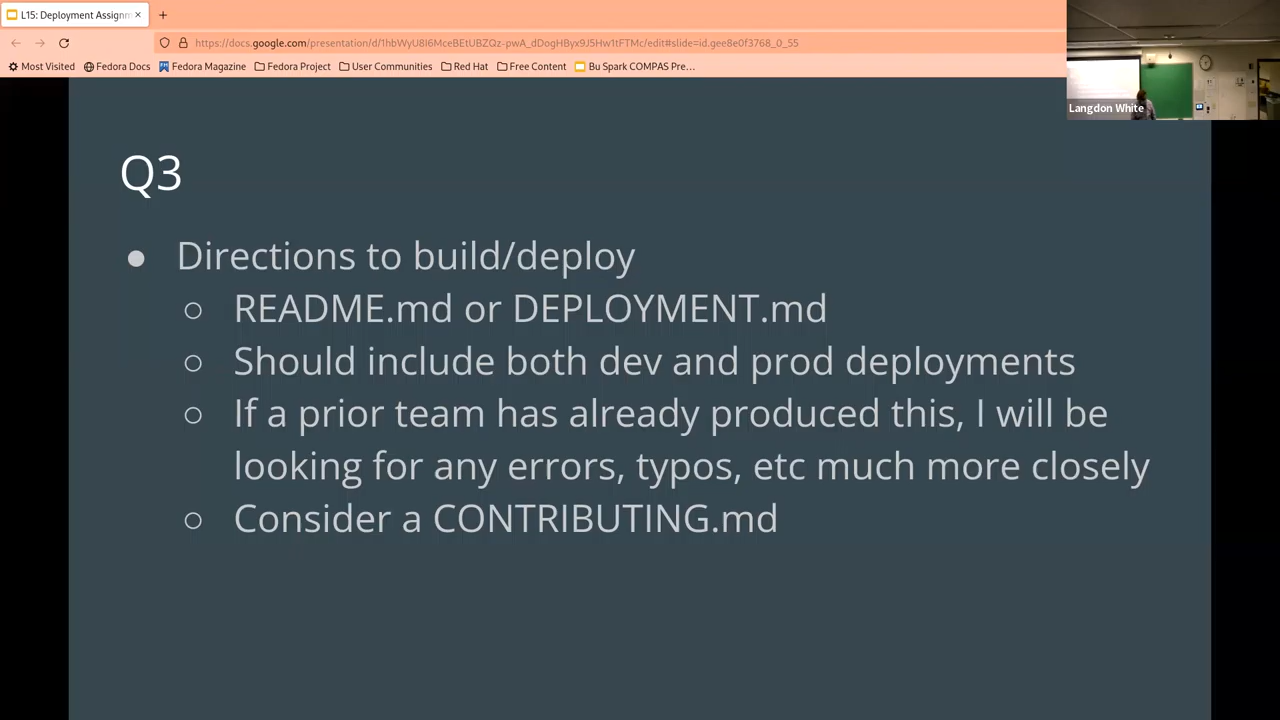 L15: Deployment Assignm
https://docs.google.com/presentation/d/1hbWyU8I6MceBEtUBZQz-pwA_dDogHByx9J5Hw1tFTMc/edit#slide=id.gee8e0f3768_0_55
Most Visited Fedora Docs Fedora Magazine Fedora Project User Communities Red Hat Free Content Bu Spark COMPAS Pre...
Langdon White
Q3
● Directions to build/deploy
○ README.md or DEPLOYMENT.md
○ Should include both dev and prod deployments
○ If a prior team has already produced this, I will be
looking for any errors, typos, etc much more closely
○ Consider a CONTRIBUTING.md